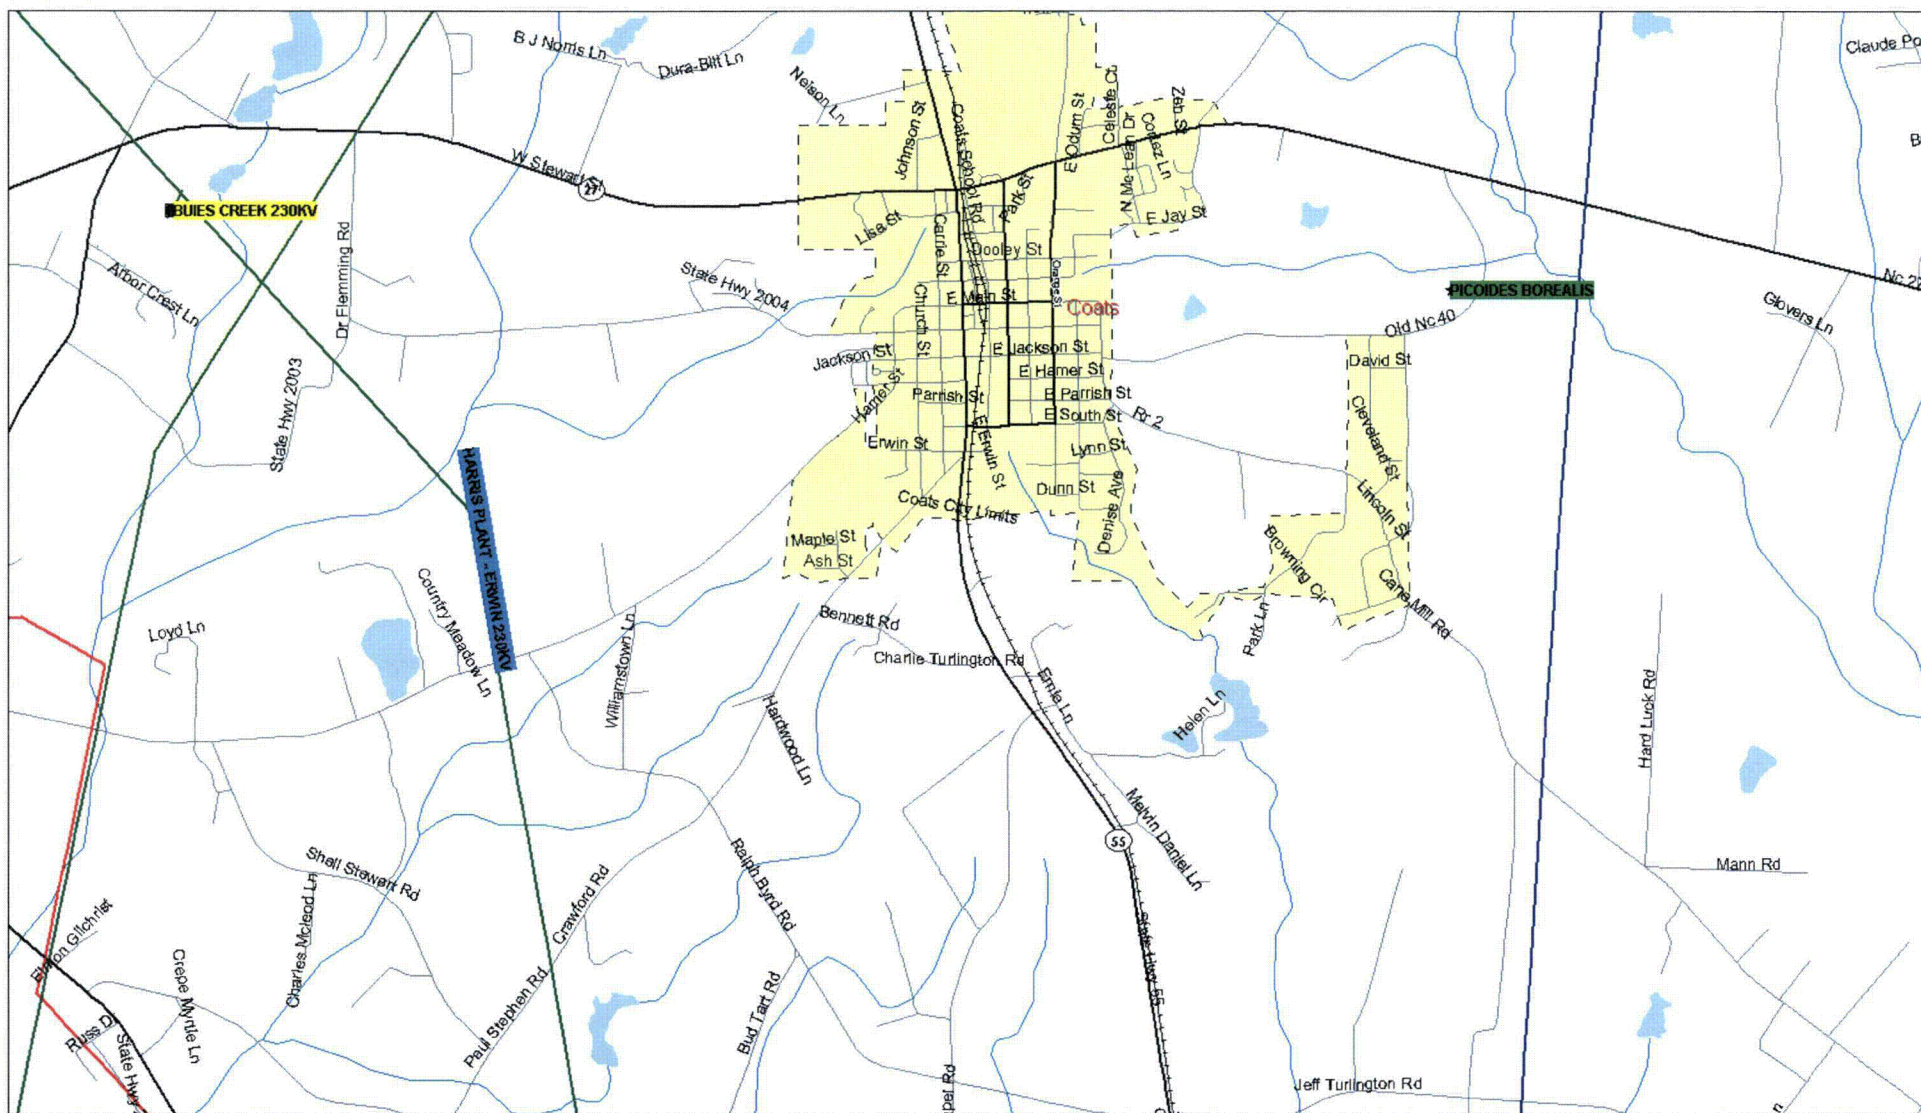 B J Norris Ln
Dura-Bilt Ln
Nelson Ln
Claude Po
Johnson St
Coats School Rd
E Odum St
Celeste Ct
Zeb St
N Mc Lean Dr
Cortez Ln
W Stewart St
27
BUIES CREEK 230KV
Park St
E Jay St
Lisa St
Carrie St
Dooley St
Dr Flemming Rd
Arbor Crest Ln
State Hwy 2004
E Main St
Coats
PICOIDES BOREALIS
Glovers Ln
Old Nc 40
Church St
Jackson St
E Jackson St
David St
State Hwy 2003
Hamer St
E Hamer St
Parrish St
E Parrish St
E South St
Rr 2
Cleveland St
Erwin St
E Erwin St
Lynn St
HARRIS PLANT - ERWIN 230KV
Dunn St
Denise Ave
Lincoln St
Coats City Limits
Maple St
Ash St
Browning Cir
Cane Mill Rd
Country Meadow Ln
Loyd Ln
Williamstown Ln
Bennett Rd
Park Ln
Charlie Turlington Rd
Emla Ln
Helen Ln
Hardwood Ln
Hard Luck Rd
Melvin Daniel Ln
55
Shell Stewart Rd
Ralph Byrd Rd
Mann Rd
Charles Mcleod Ln
Crawford Rd
Gilchrist
Crepe Myrtle Ln
State Hwy 55
Paul Stephen Rd
Bud Tart Rd
Russ Dr
State Hwy
pel Rd
Jeff Turlington Rd